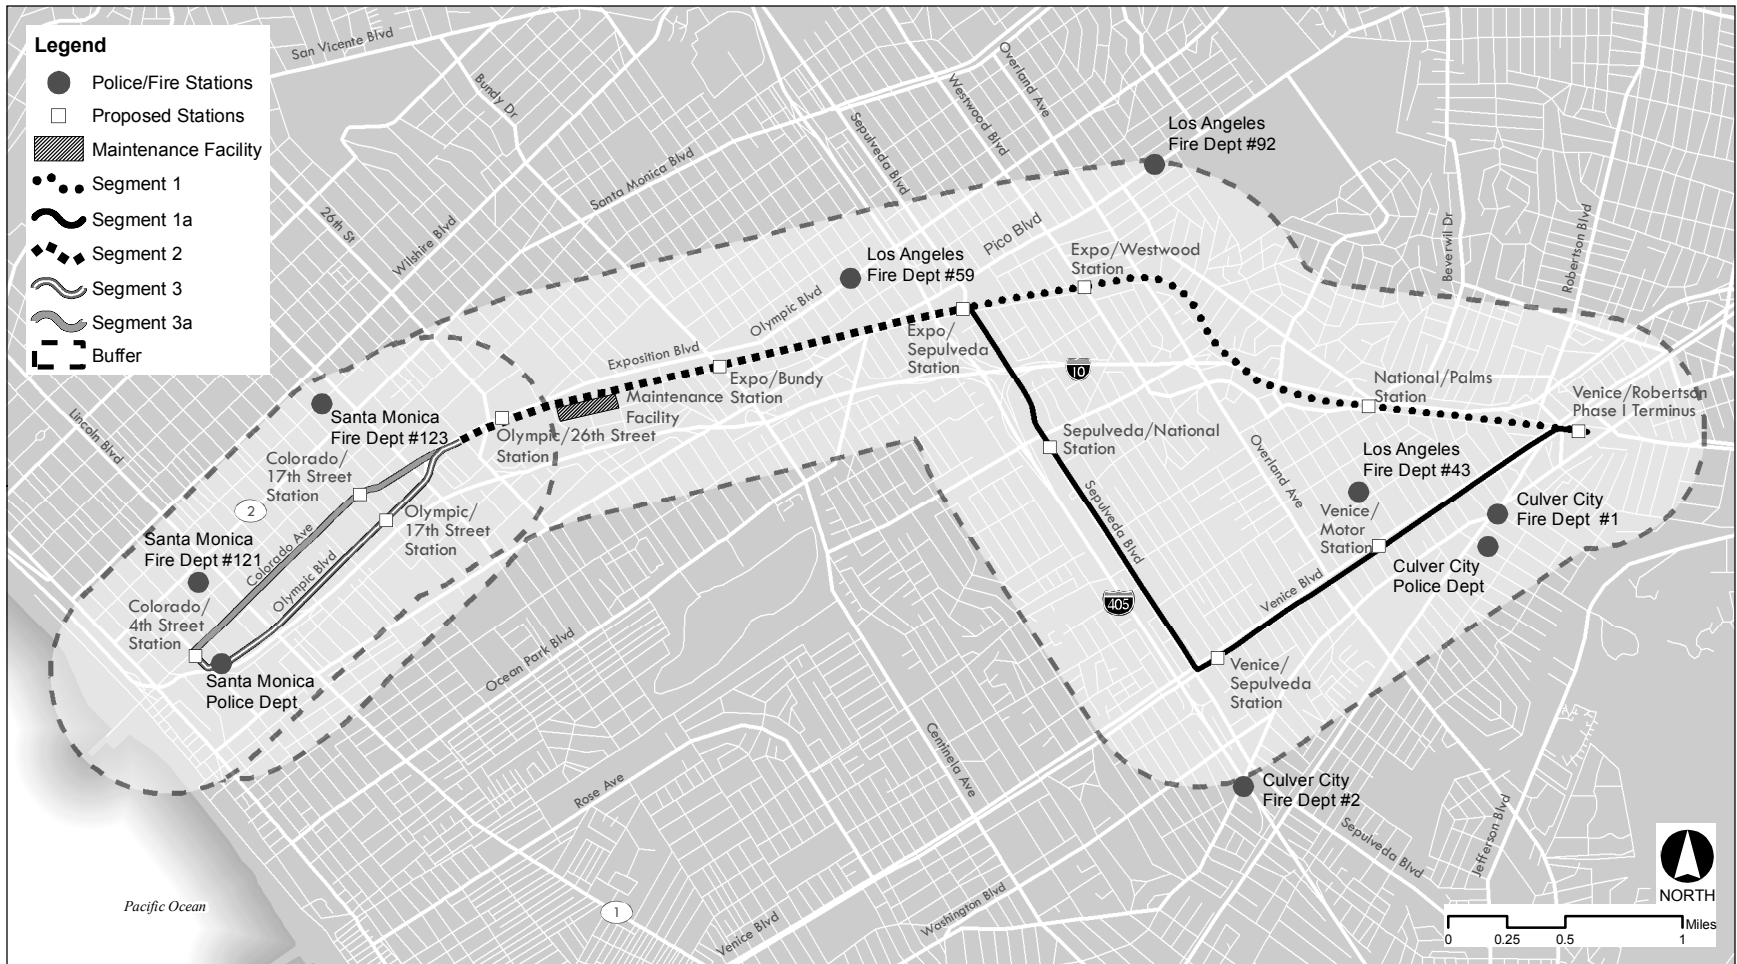 Legend
Police/Fire Stations
Proposed Stations
Maintenance Facility
Segment 1
Segment 1a
Segment 2
Segment 3
Segment 3a
Buffer
San Vicente Blvd
Bundy Dr
26th St
Wilshire Blvd
Santa Monica Blvd
Sepulveda Blvd
Westwood Blvd
Overland Ave
Los Angeles
Fire Dept #92
Pico Blvd
Beverwil Dr
Robertson Blvd
Los Angeles
Fire Dept #59
Olympic Blvd
Expo/Westwood
Station
Exposition Blvd
Expo/
Sepulveda
Station
10
Expo/Bundy
Station
Maintenance
Facility
National/Palms
Station
Venice/Robertson
Phase I Terminus
Lincoln Blvd
Santa Monica
Fire Dept #123
Olympic/26th Street
Station
Sepulveda/National
Station
Overland Ave
Los Angeles
Fire Dept #43
Colorado/
17th Street
Station
2
Olympic/
17th Street
Station
Sepulveda Blvd
Venice/
Motor
Station
Culver City
Fire Dept #1
Culver City
Police Dept
Santa Monica
Fire Dept #121
Colorado Ave
Olympic Blvd
Colorado/
4th Street
Station
405
Venice Blvd
Santa Monica
Police Dept
Ocean Park Blvd
Venice/
Sepulveda
Station
Centinela Ave
Rose Ave
Culver City
Fire Dept #2
Sepulveda Blvd
Jefferson Blvd
Pacific Ocean
1
Venice Blvd
Washington Blvd
NORTH
Miles
0 0.25 0.5 1